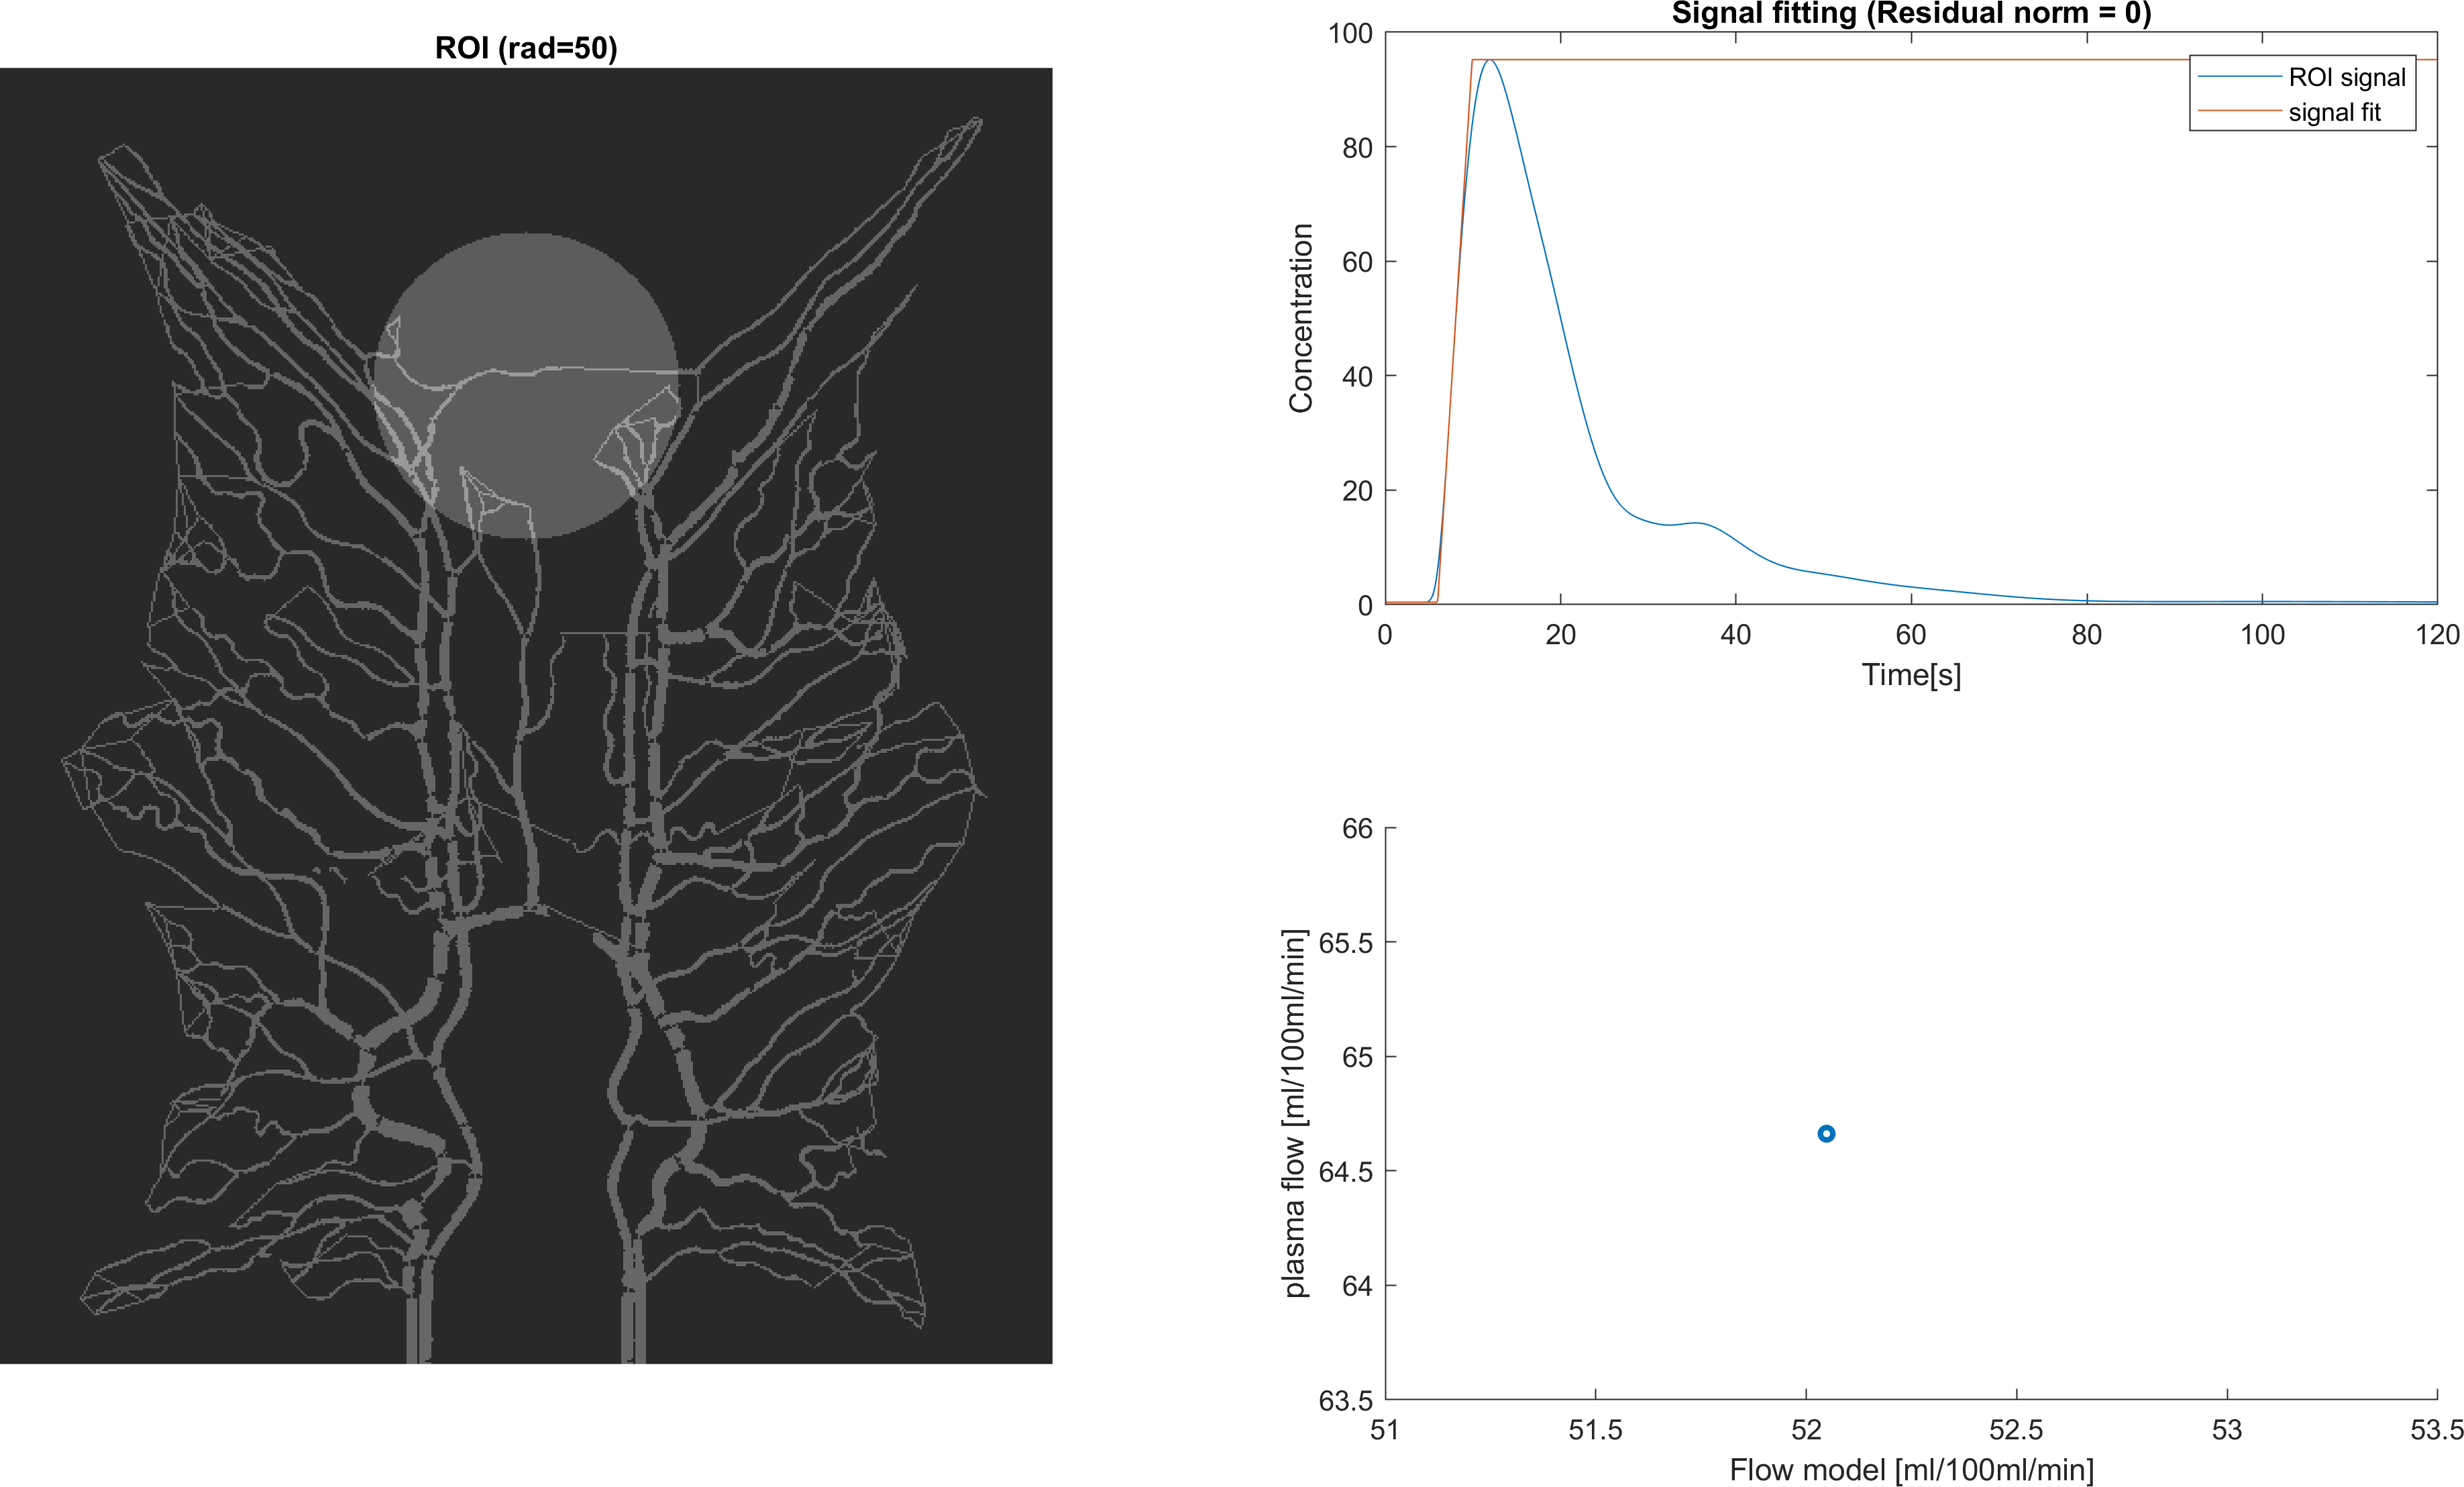 ROI (rad=50)
Signal fitting (Residual norm = 0)
100
80
60
40
20
0
Concentration
ROI signal
signal fit
0 20 40 60 80 100 120
Time[s]
66
65.5
65
64.5
64
63.5
plasma flow [ml/100ml/min]
51 51.5 52 52.5 53 53.5
Flow model [ml/100ml/min]